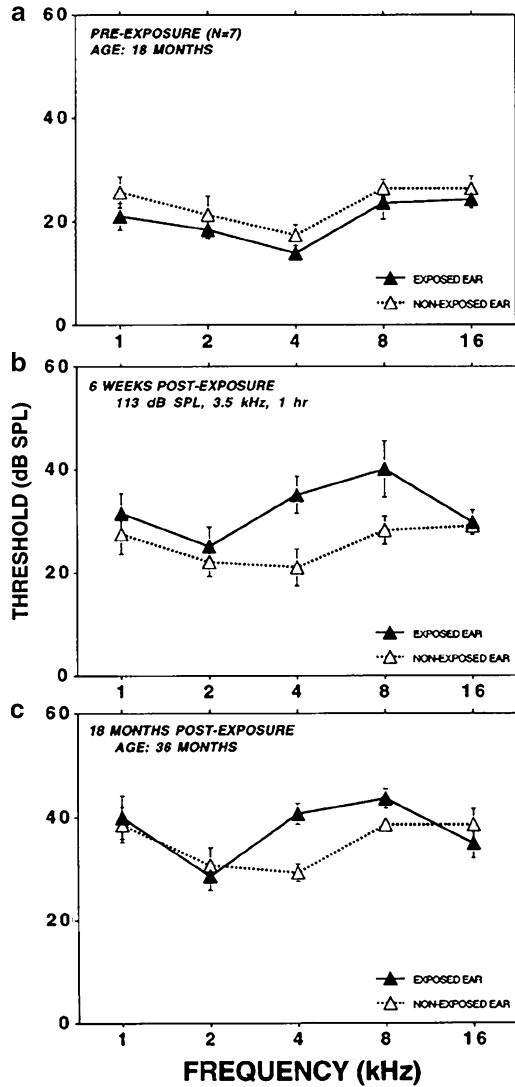 a
60
PRE-EXPOSURE (N=7)
AGE: 18 MONTHS
40
20
EXPOSED EAR
NON-EXPOSED EAR
0
1 2 4 8 16
b
60
6 WEEKS POST-EXPOSURE
113 dB SPL, 3.5 kHz, 1 hr
40
THRESHOLD (dB SPL)
20
EXPOSED EAR
NON-EXPOSED EAR
0
1 2 4 8 16
c
60
18 MONTHS POST-EXPOSURE
AGE: 36 MONTHS
40
20
EXPOSED EAR
NON-EXPOSED EAR
0
1 2 4 8 16
FREQUENCY (kHz)